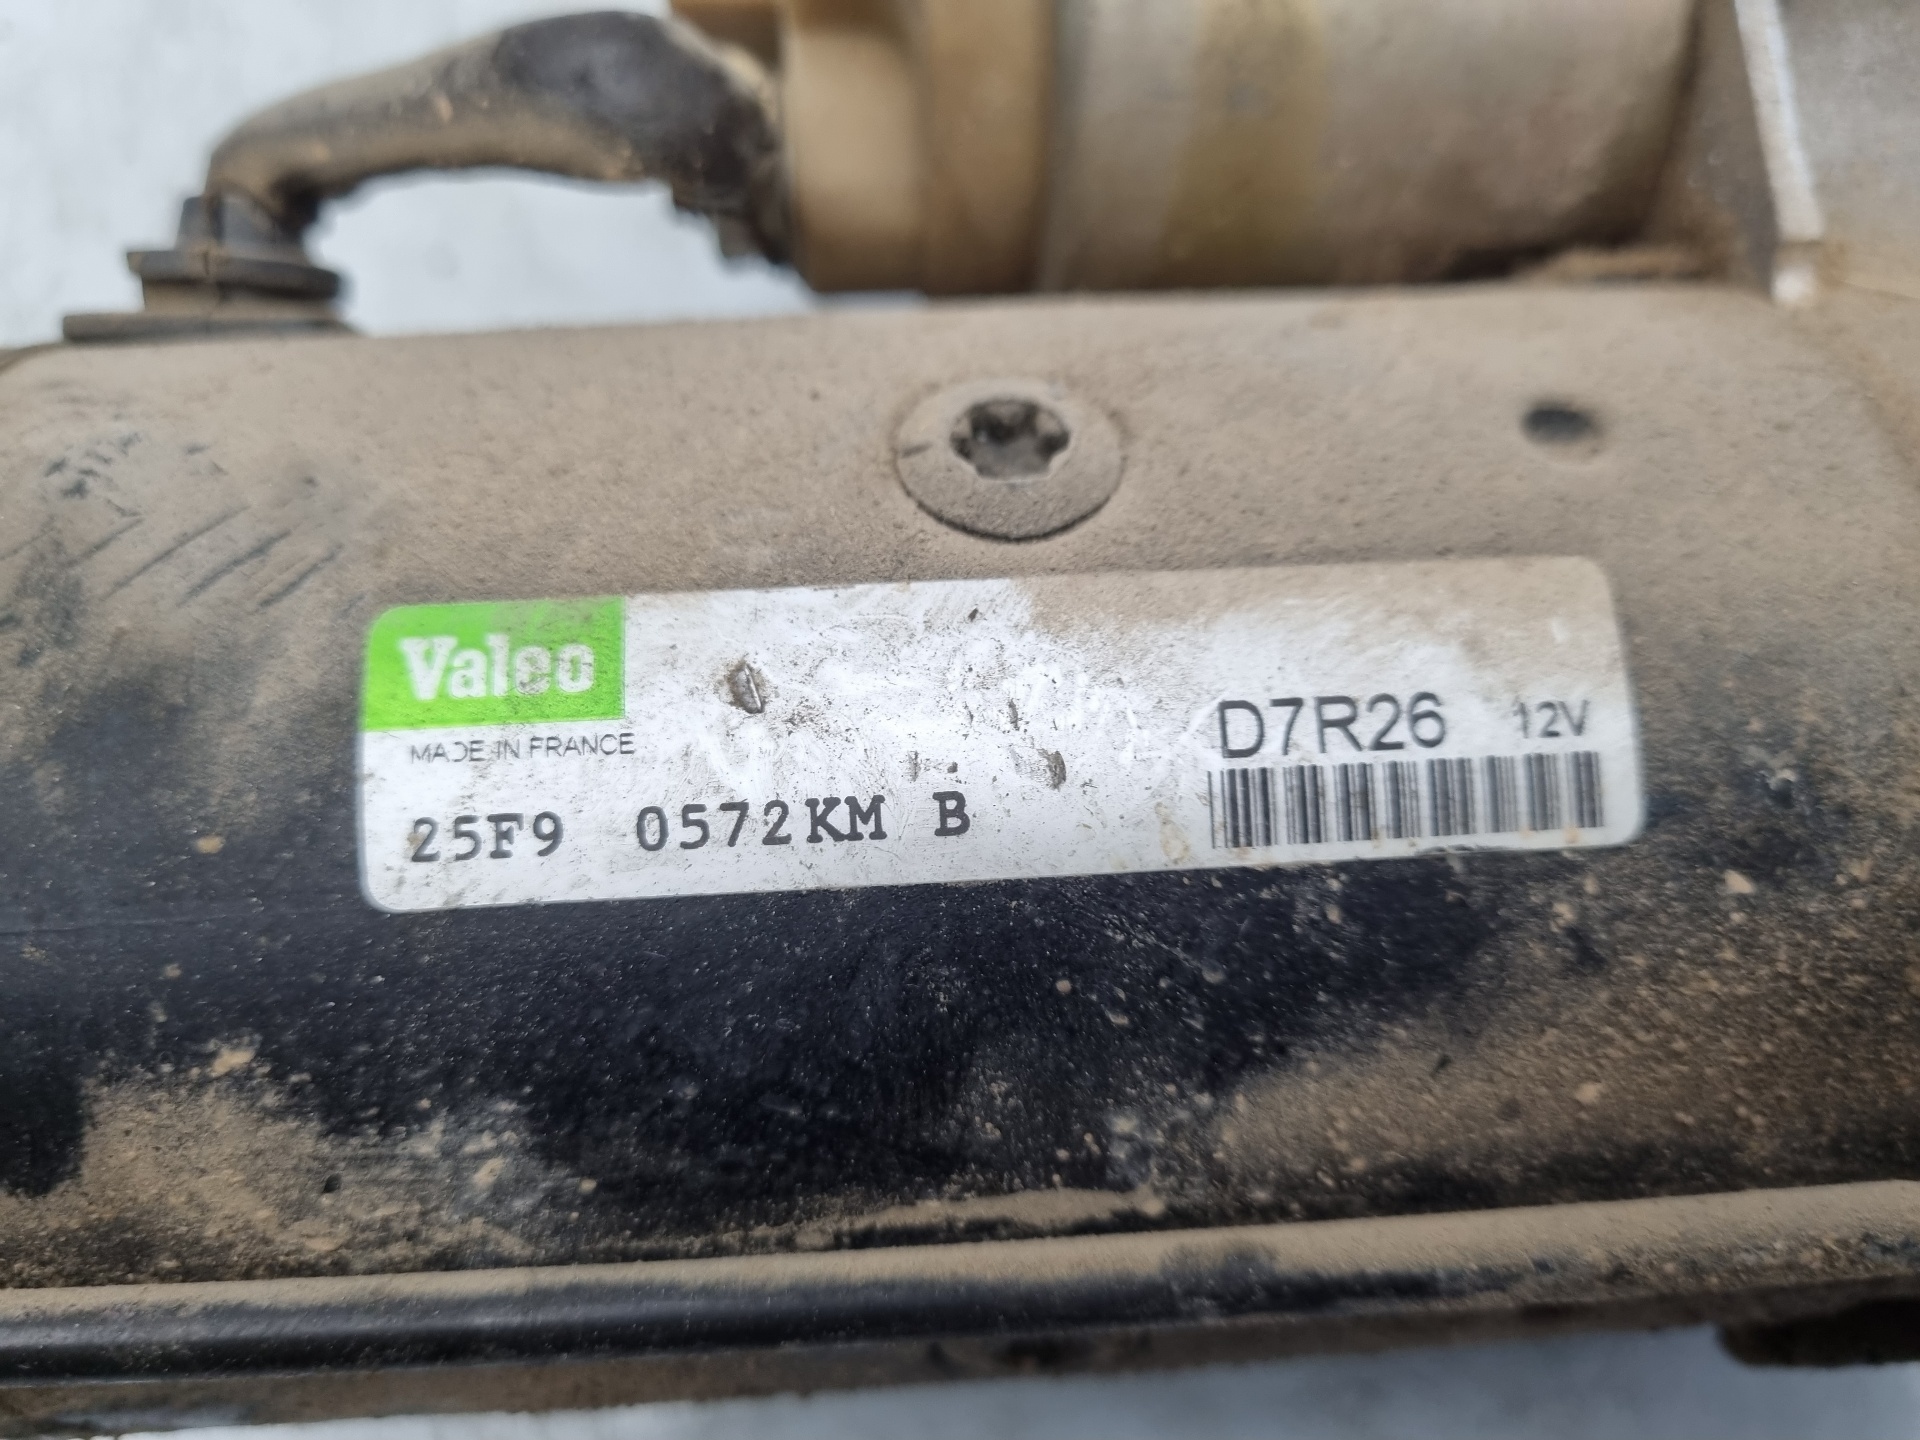 Valeo
MADE IN FRANCE
D7R26 12V
25F9 0572KM B